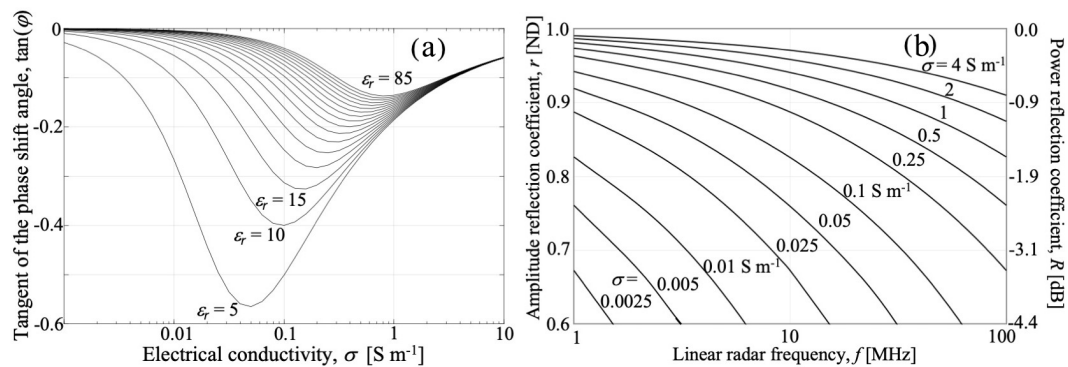 Tangent of the phase shift angle, tan(φ)
0
-0.2
-0.4
-0.6
(a)
εr = 85
εr = 15
εr = 10
εr = 5
0.01
0.1
1
10
Electrical conductivity, σ [S m-1]
Amplitude reflection coefficient, r [ND]
1.0
0.9
0.8
0.7
0.6
(b)
σ= 4 S m-1
2
1
0.5
0.25
0.1 S m-1
0.05
0.025
0.01 S m-1
0.005
σ=
0.0025
0.0
-0.9
-1.9
-3.1
-4.4
Power reflection coefficient, R [dB]
1
10
100
Linear radar frequency, f [MHz]